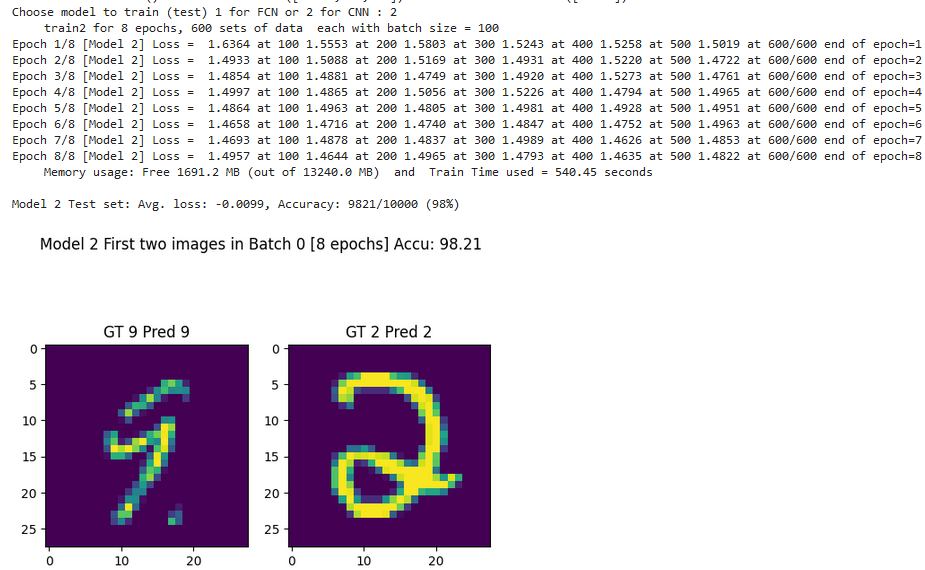 Choose model to train (test) 1 for FCN or 2 for CNN : 2
train2 for 8 epochs, 600 sets of data  each with batch size = 100
Epoch 1/8 [Model 2] Loss =  1.6364 at 100 1.5553 at 200 1.5803 at 300 1.5243 at 400 1.5258 at 500 1.5019 at 600/600 end of epoch=1
Epoch 2/8 [Model 2] Loss =  1.4933 at 100 1.5088 at 200 1.5169 at 300 1.4931 at 400 1.5220 at 500 1.4722 at 600/600 end of epoch=2
Epoch 3/8 [Model 2] Loss =  1.4854 at 100 1.4881 at 200 1.4749 at 300 1.4920 at 400 1.5273 at 500 1.4761 at 600/600 end of epoch=3
Epoch 4/8 [Model 2] Loss =  1.4997 at 100 1.4865 at 200 1.5056 at 300 1.5226 at 400 1.4794 at 500 1.4965 at 600/600 end of epoch=4
Epoch 5/8 [Model 2] Loss =  1.4864 at 100 1.4963 at 200 1.4805 at 300 1.4981 at 400 1.4928 at 500 1.4951 at 600/600 end of epoch=5
Epoch 6/8 [Model 2] Loss =  1.4658 at 100 1.4716 at 200 1.4740 at 300 1.4847 at 400 1.4752 at 500 1.4963 at 600/600 end of epoch=6
Epoch 7/8 [Model 2] Loss =  1.4693 at 100 1.4878 at 200 1.4837 at 300 1.4989 at 400 1.4626 at 500 1.4853 at 600/600 end of epoch=7
Epoch 8/8 [Model 2] Loss =  1.4957 at 100 1.4644 at 200 1.4965 at 300 1.4793 at 400 1.4635 at 500 1.4822 at 600/600 end of epoch=8
Memory usage: Free 1691.2 MB (out of 13240.0 MB)  and  Train Time used = 540.45 seconds
Model 2 Test set: Avg. loss: -0.0099, Accuracy: 9821/10000 (98%)
Model 2 First two images in Batch 0 [8 epochs] Accu: 98.21
GT 9 Pred 9 GT 2 Pred 2
0 0
5 5
10 10
15 15
20 20
25 25
0 10 20 0 10 20